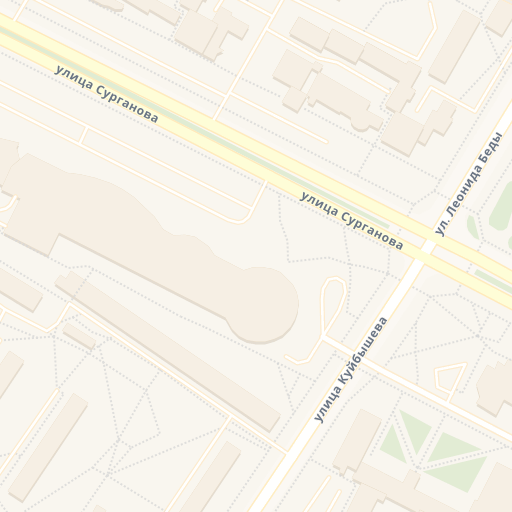 улица Сурганова
улица Сурганова
ул. Леонида Беды
улица Куйбышева